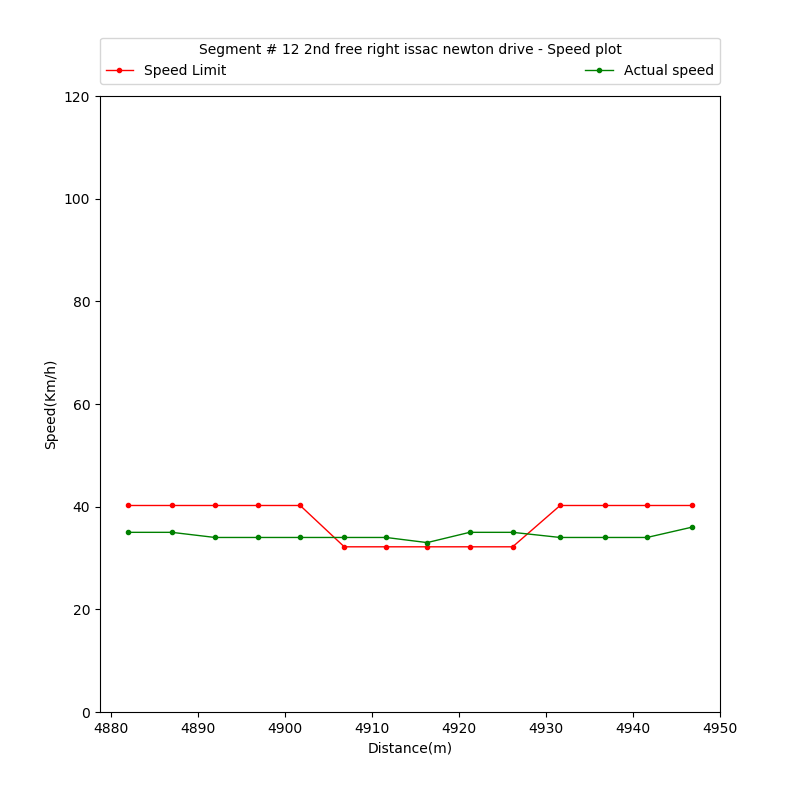 Segment # 12 2nd free right issac newton drive - Speed plot
Speed Limit Actual speed
120
100
80
60
40
20
0
Speed(Km/h)
4880 4890 4900 4910 4920 4930 4940 4950
Distance(m)